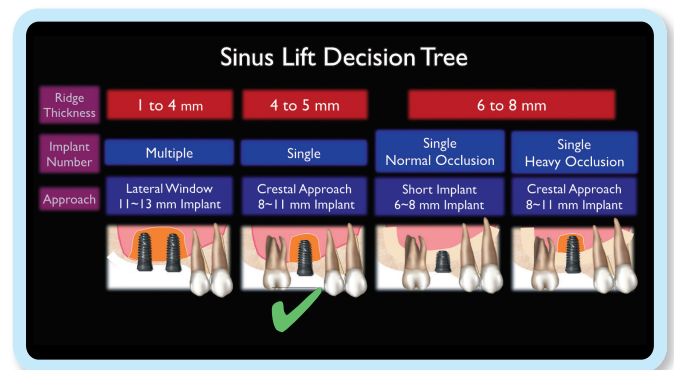 Sinus Lift Decision Tree
Ridge
Thickness
1 to 4 mm
4 to 5 mm
6 to 8 mm
Implant
Number
Multiple
Single
Single
Normal Occlusion
Single
Heavy Occlusion
Approach
Lateral Window
11~13 mm Implant
Crestal Approach
8~11 mm Implant
Short Implant
6~8 mm Implant
Crestal Approach
8~11 mm Implant